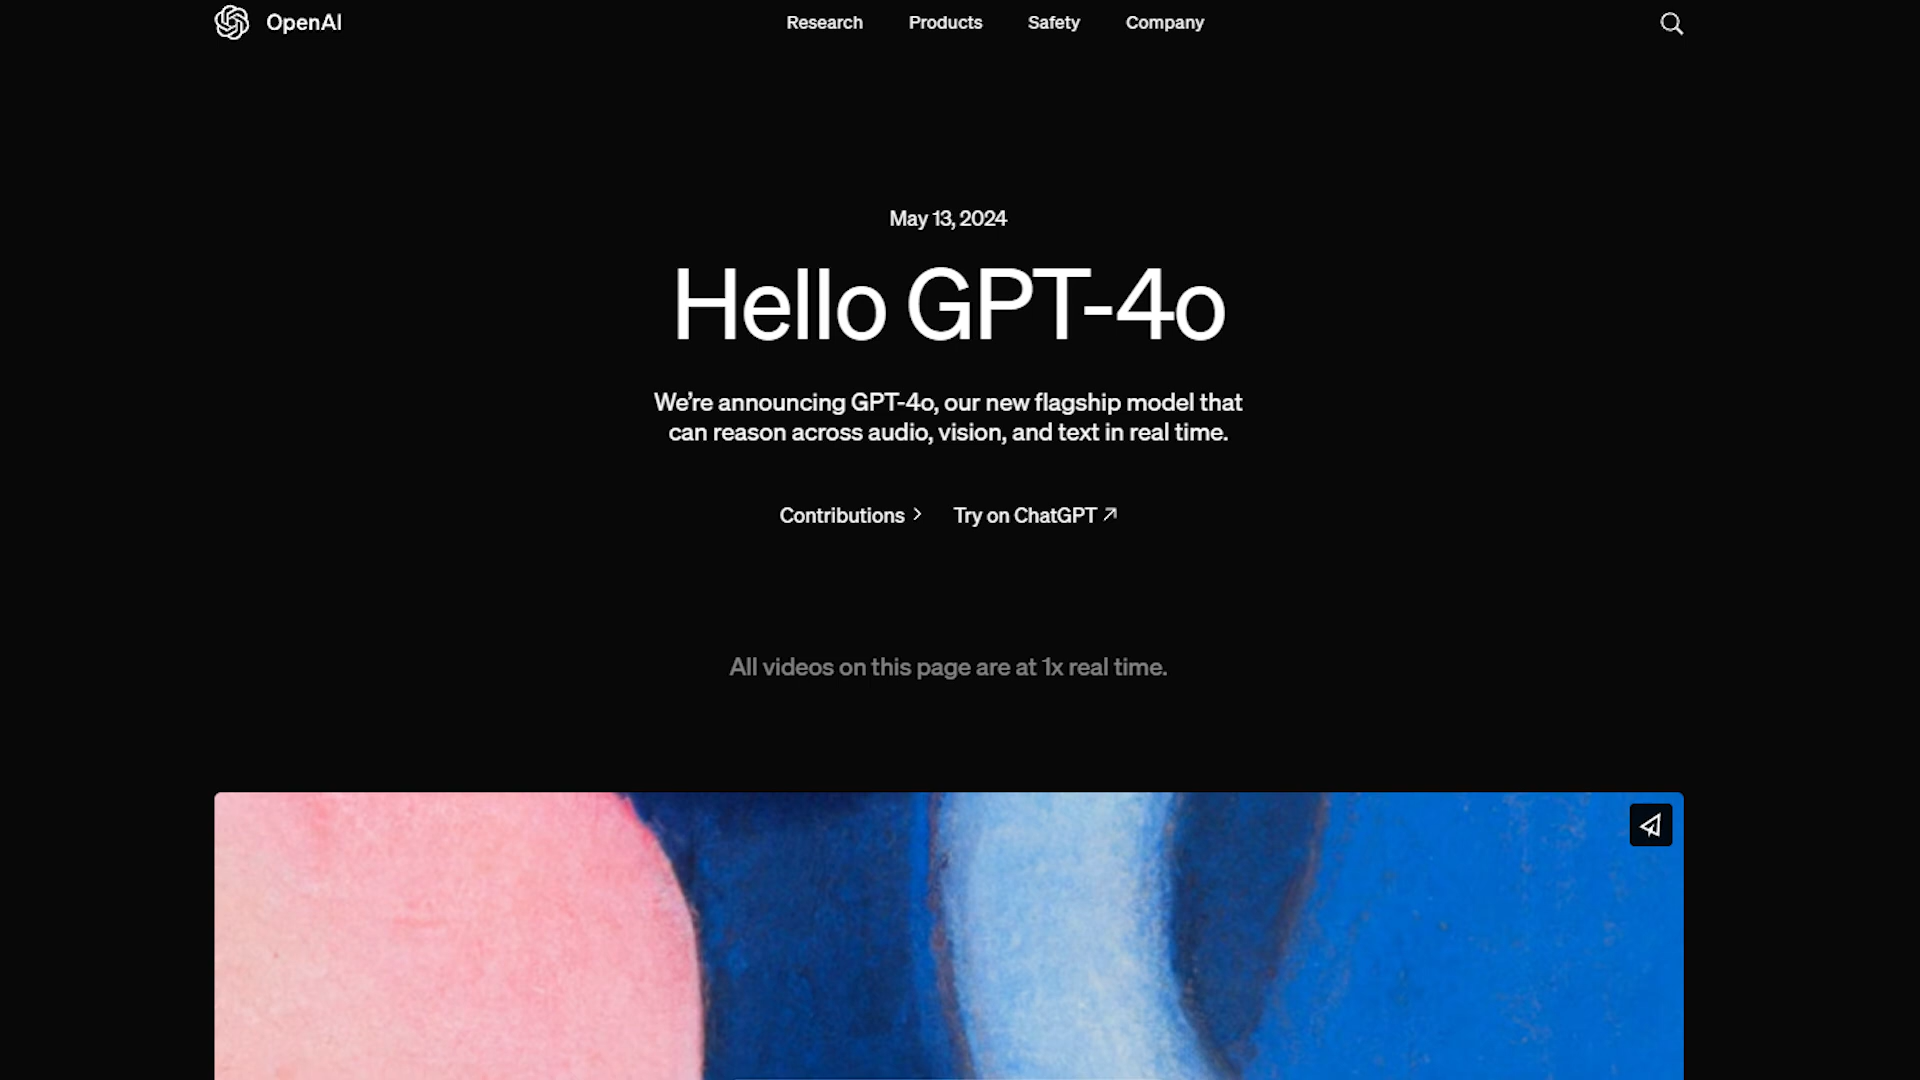 OpenAI
Research Products Safety Company
May 13, 2024
Hello GPT-4o
We’re announcing GPT-4o, our new flagship model that
can reason across audio, vision, and text in real time.
Contributions Try on ChatGPT
All videos on this page are at 1x real time.